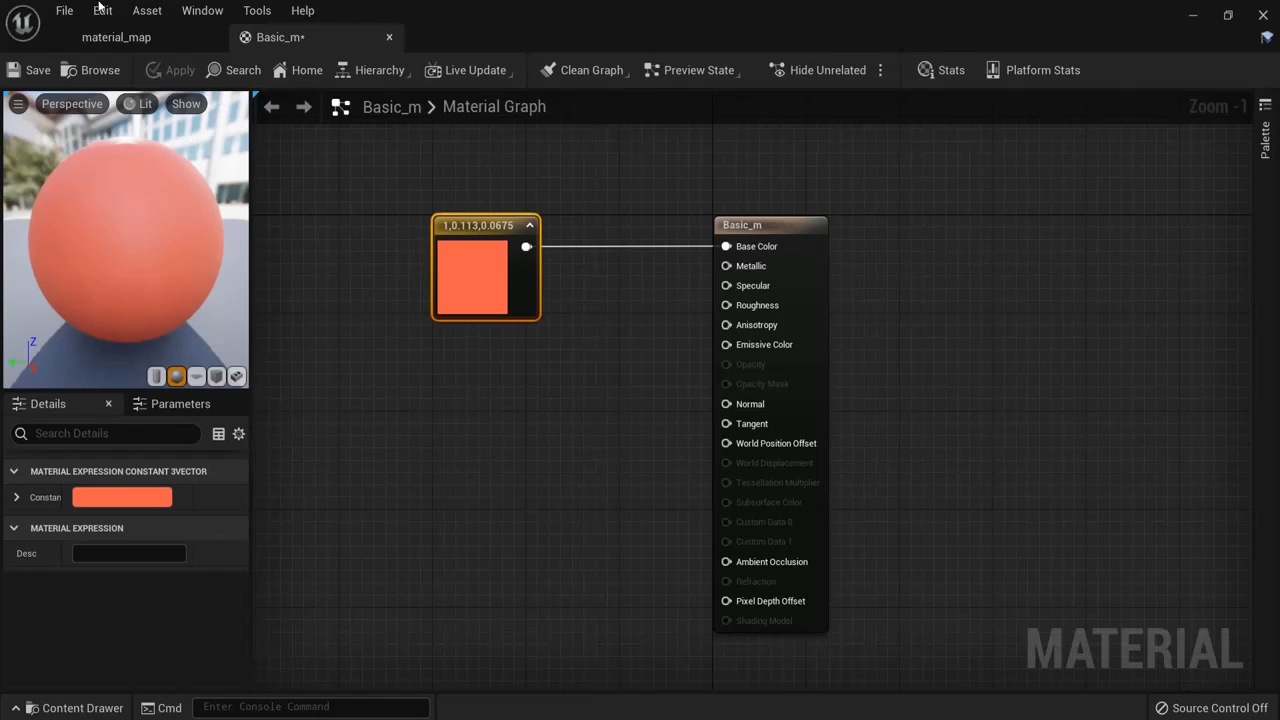 File Edit Asset Window Tools Help
material_map Basic_m*
Save Browse Apply Search Home Hierarchy Live Update Clean Graph Preview State Hide Unrelated Stats Platform Stats
Perspective Lit Show
Basic_m Material Graph Zoom -1
Palette
1,0.113,0.0675
Basic_m
Base Color
Metallic
Specular
Roughness
Anisotropy
Emissive Color
Opacity
Opacity Mask
Normal
Tangent
World Position Offset
World Displacement
Tessellation Multiplier
Subsurface Color
Custom Data 0
Custom Data 1
Ambient Occlusion
Refraction
Pixel Depth Offset
Shading Model
Z
X
Details Parameters
Search Details
MATERIAL EXPRESSION CONSTANT 3VECTOR
Constan
MATERIAL EXPRESSION
Desc
MATERIAL
Content Drawer Cmd Enter Console Command Source Control Off